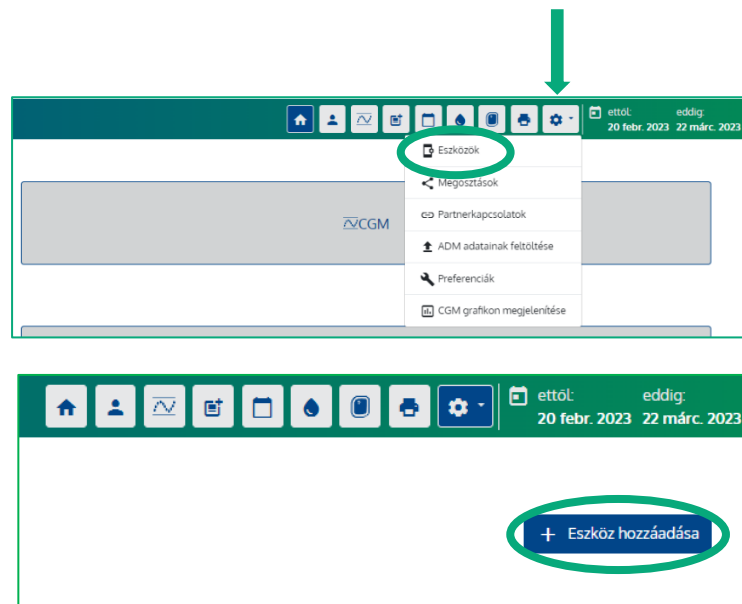 ettől: eddig:
20 febr. 2023 22 márc. 2023
Eszközök
Megosztások
CGM
Partnerkapcsolatok
ADM adatainak feltöltése
Preferenciák
CGM grafikon megjelenítése
ettől: eddig:
20 febr. 2023 22 márc. 2023
+ Eszköz hozzáadása